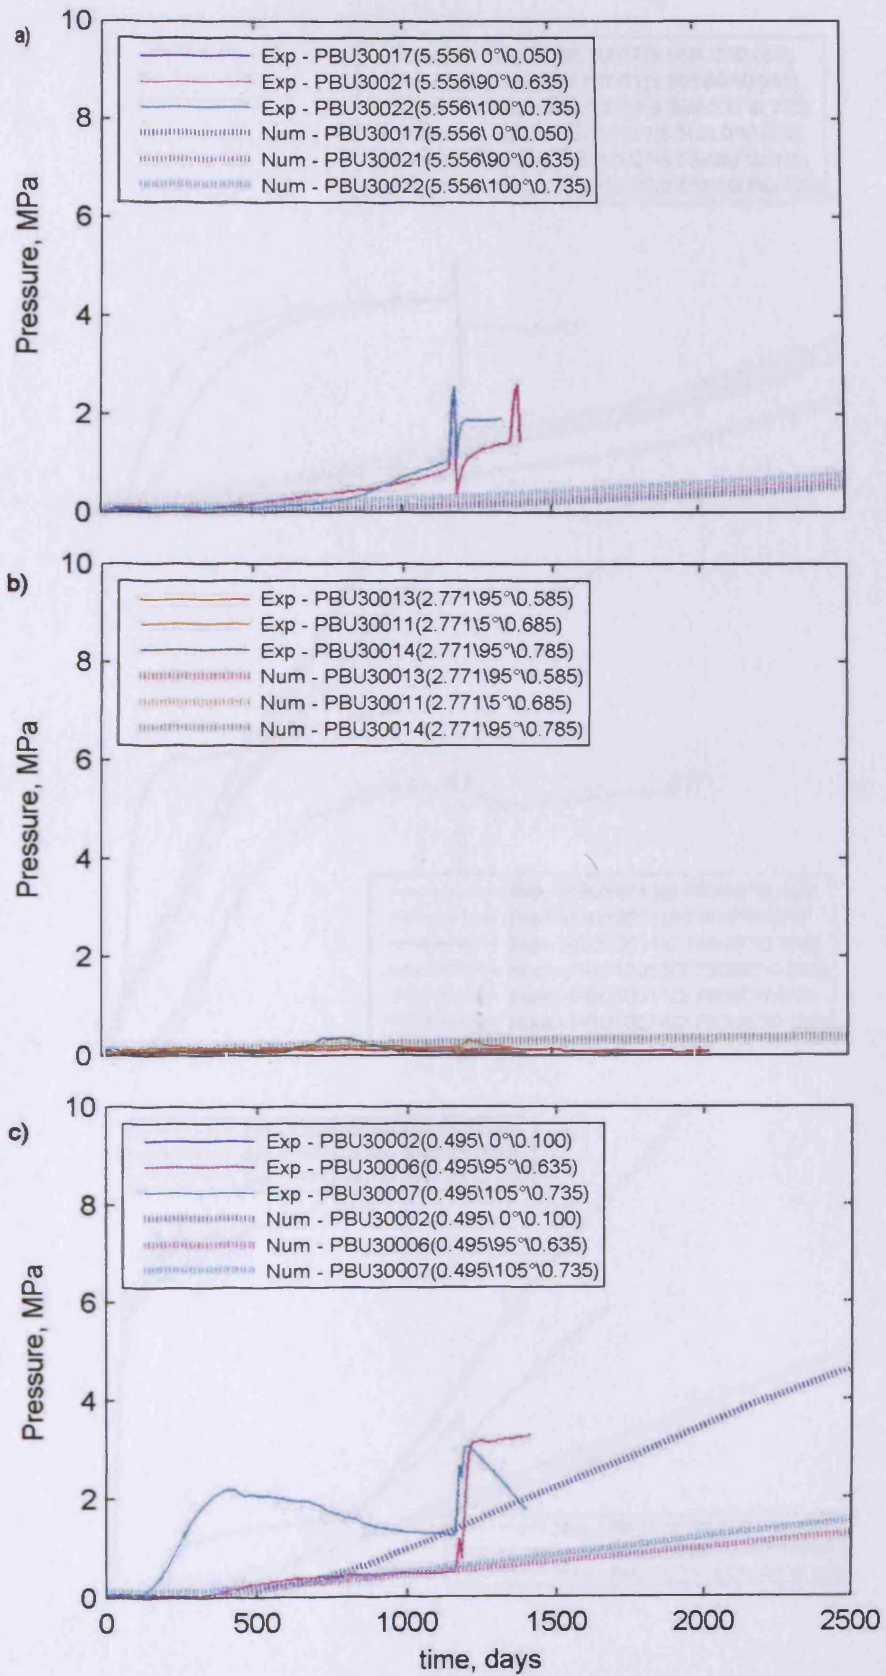 a)
10
8
6
4
2
0
Pressure, MPa
Exp - PBU30017(5.556\ 0°\0.050)
Exp - PBU30021(5.556\90°\0.635)
Exp - PBU30022(5.556\100°\0.735)
Num - PBU30017(5.556\ 0°\0.050)
Num - PBU30021(5.556\90°\0.635)
Num - PBU30022(5.556\100°\0.735)
b)
10
8
6
4
2
0
Pressure, MPa
Exp - PBU30013(2.771\95°\0.585)
Exp - PBU30011(2.771\5°\0.685)
Exp - PBU30014(2.771\95°\0.785)
Num - PBU30013(2.771\95°\0.585)
Num - PBU30011(2.771\5°\0.685)
Num - PBU30014(2.771\95°\0.785)
c)
10
8
6
4
2
0
Pressure, MPa
Exp - PBU30002(0.495\ 0°\0.100)
Exp - PBU30006(0.495\95°\0.635)
Exp - PBU30007(0.495\105°\0.735)
Num - PBU30002(0.495\ 0°\0.100)
Num - PBU30006(0.495\95°\0.635)
Num - PBU30007(0.495\105°\0.735)
0 500 1000 1500 2000 2500
time, days